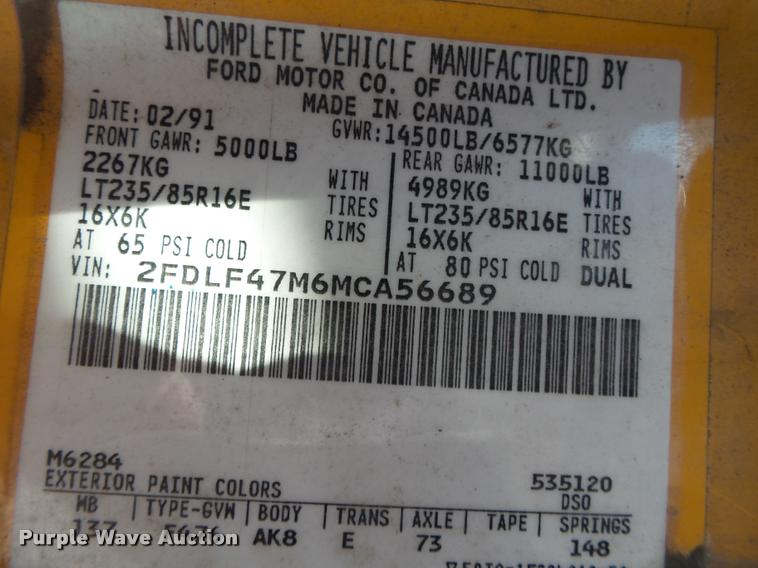 INCOMPLETE VEHICLE MANUFACTURED BY
FORD MOTOR CO. OF CANADA LTD.
MADE IN CANADA
DATE: 02/91 GVWR: 14500LB/6577KG
FRONT GAWR: 5000LB REAR GAWR: 11000LB
2267KG WITH 4989KG WITH
LT235/85R16E TIRES LT235/85R16E TIRES
16X6K RIMS 16X6K RIMS
AT 65 PSI COLD AT 80 PSI COLD DUAL
VIN: 2FDLF47M6MCA56689
M6284 535120
EXTERIOR PAINT COLORS DSO
WB TYPE-GVW BODY TRANS AXLE TAPE SPRINGS
137 AK8 E 73 148
Purple Wave Auction